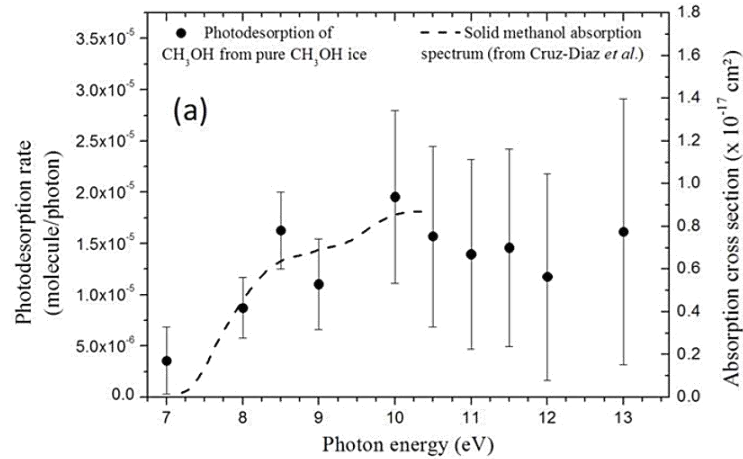 Photodesorption of
CH₃OH from pure CH₃OH ice
Solid methanol absorption
spectrum (from Cruz-Diaz et al.)
(a)
Photodesorption rate
(molecule/photon)
3.5x10⁻⁵
3.0x10⁻⁵
2.5x10⁻⁵
2.0x10⁻⁵
1.5x10⁻⁵
1.0x10⁻⁵
5.0x10⁻⁶
0.0
1.8
1.6
1.4
1.2
1.0
0.8
0.6
0.4
0.2
0.0
Absorption cross section (x 10⁻¹⁷ cm²)
7 8 9 10 11 12 13
Photon energy (eV)